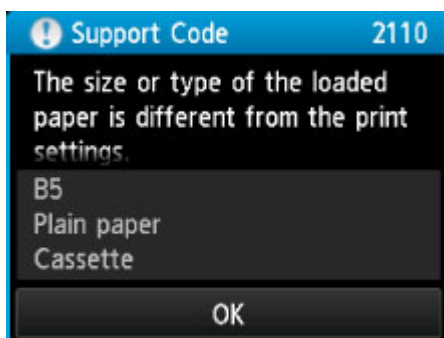 Support Code 2110
The size or type of the loaded
paper is different from the print
settings.
B5
Plain paper
Cassette
OK